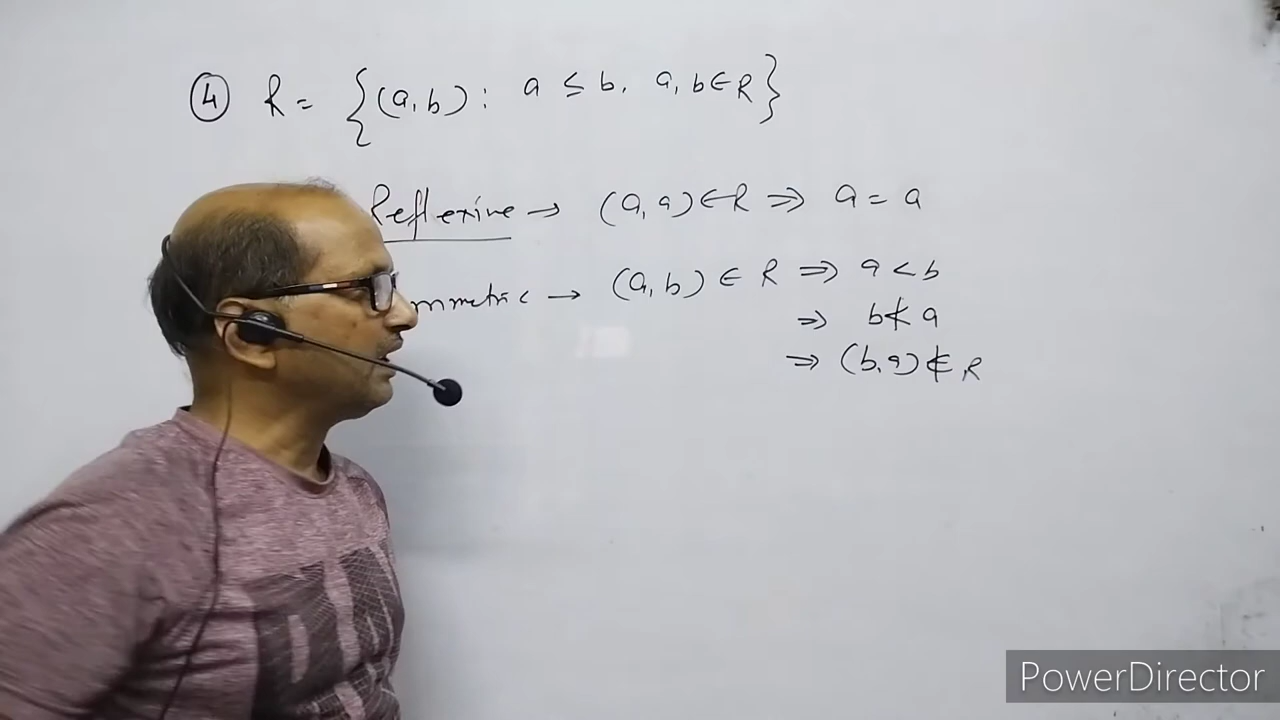 ④ R = {(a, b) : a ≤ b, a, b ∈ R}
Reflexive → (a, a) ∈ R ⇒ a = a
mmetric → (a, b) ∈ R ⇒ a < b
⇒ b ≮ a
⇒ (b, a) ∉ R
PowerDirector